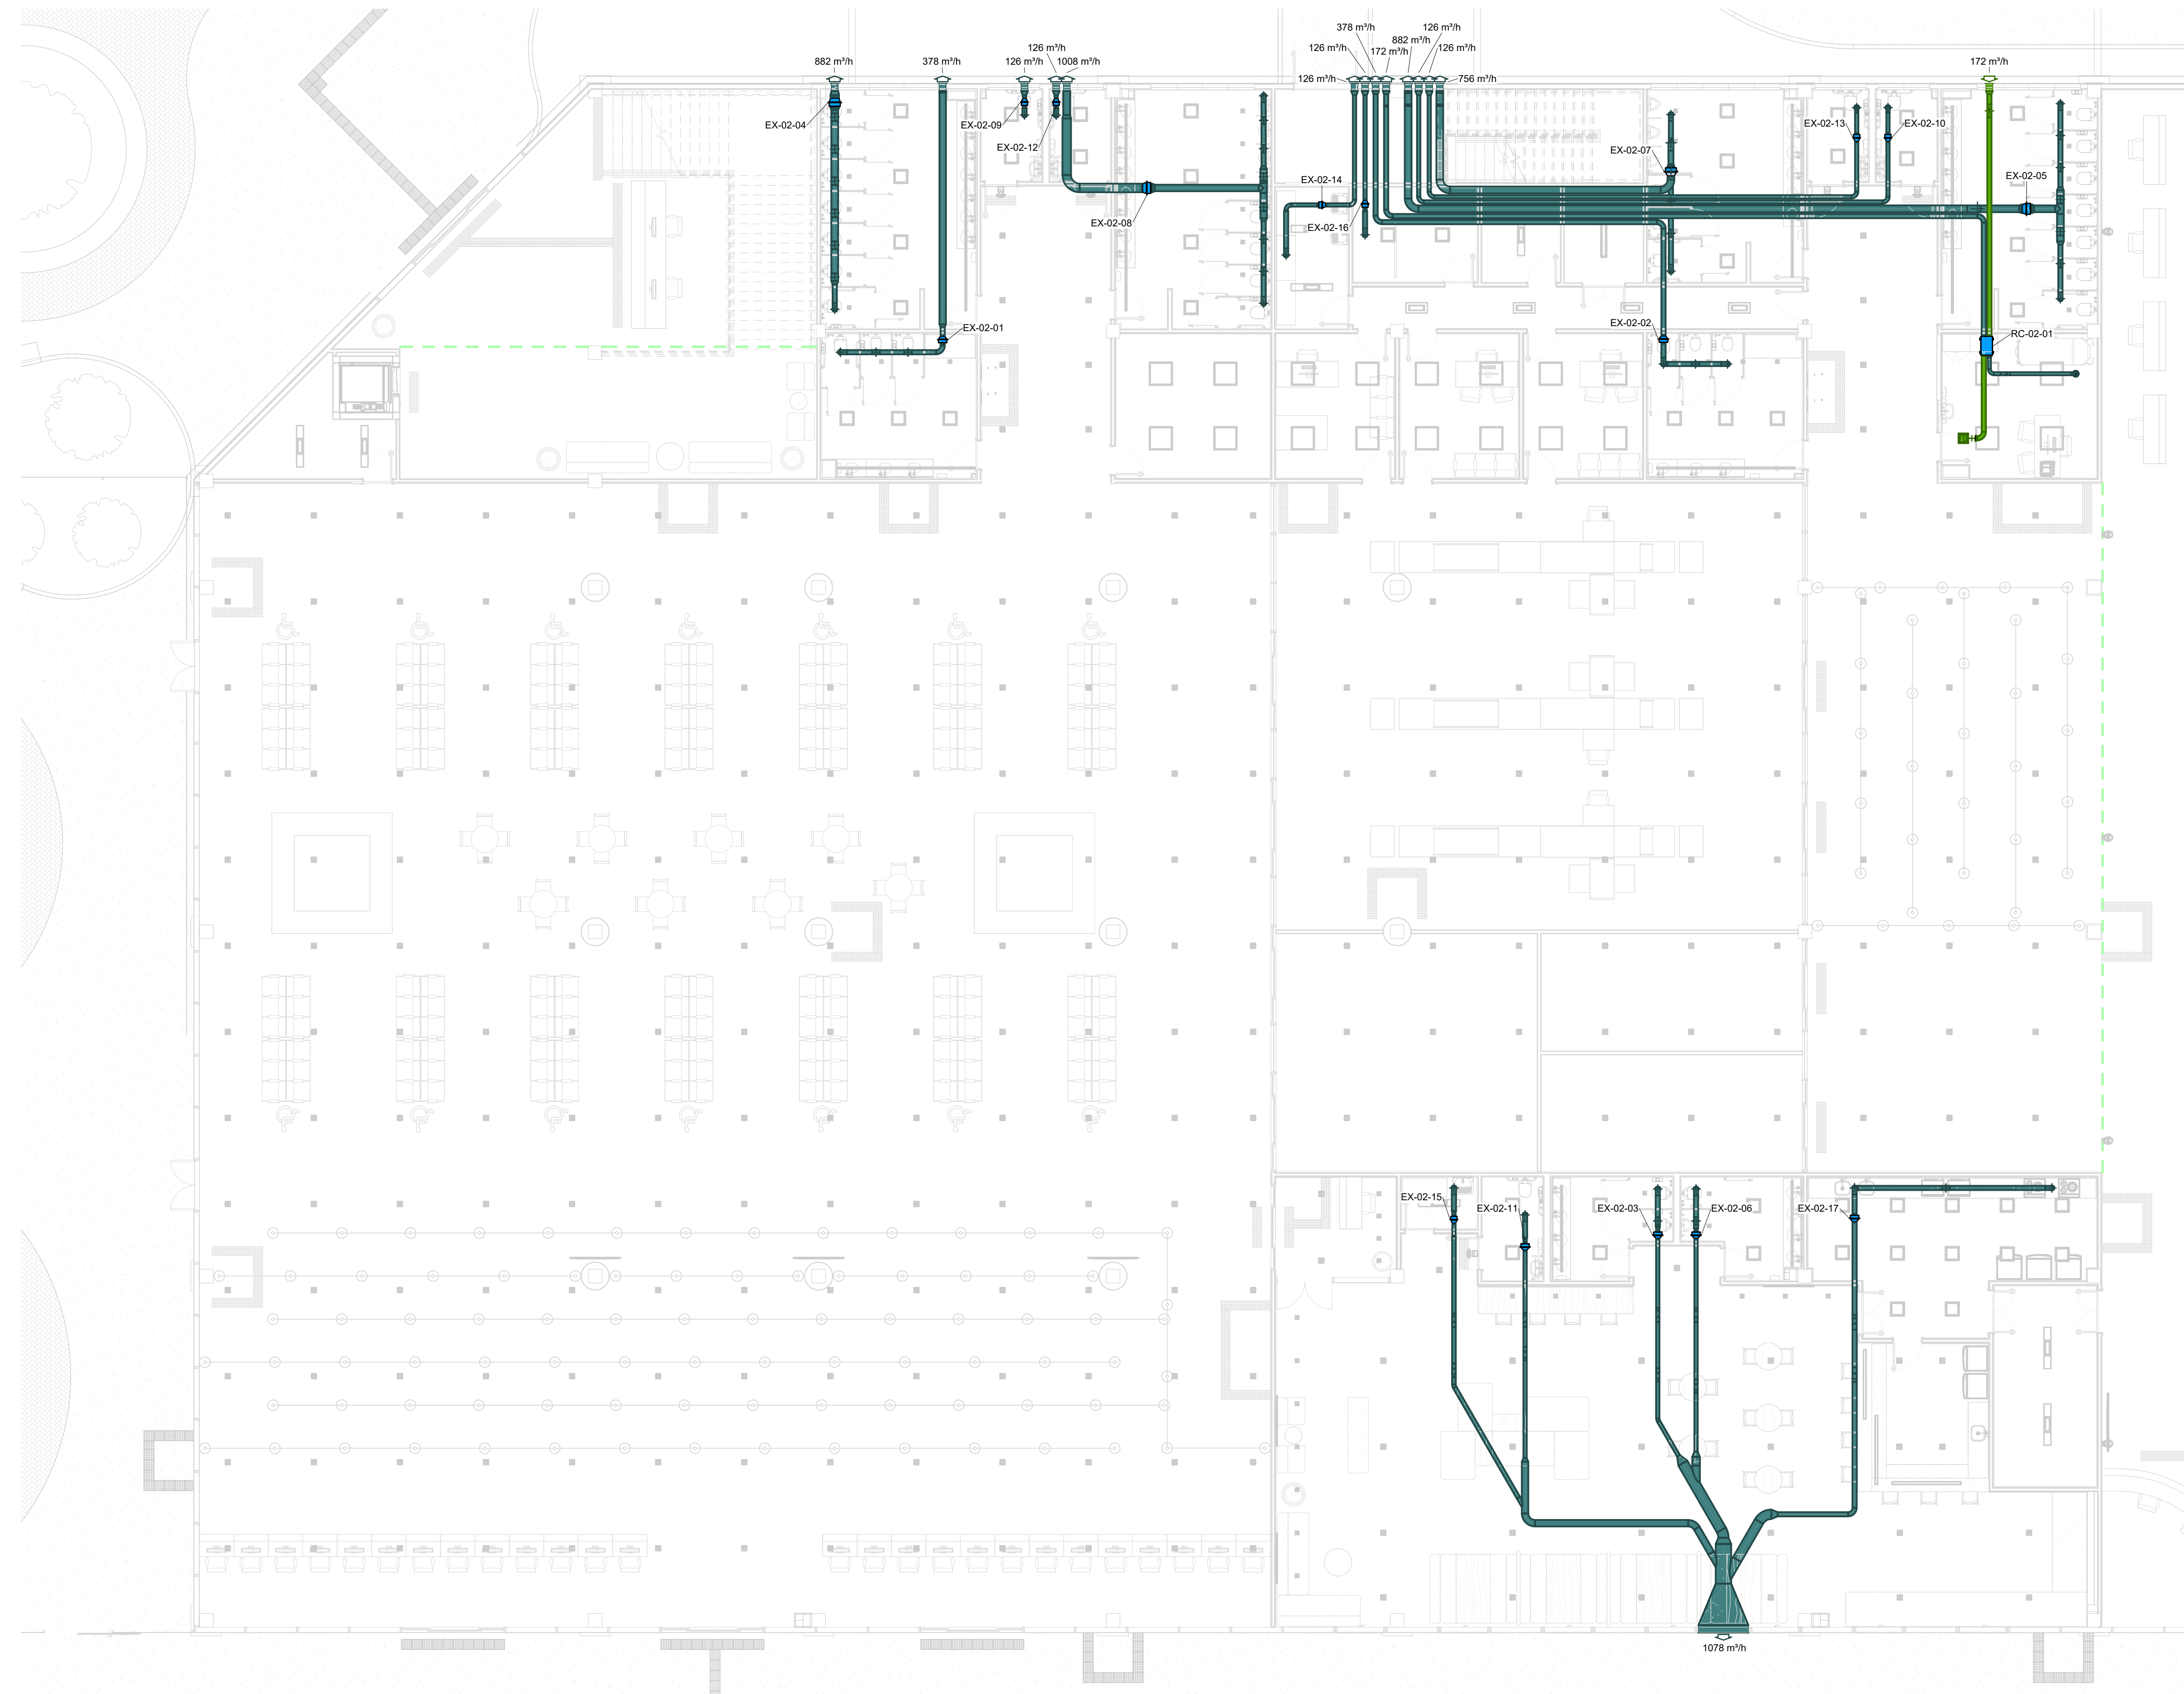 378 m³/h
126 m³/h
882 m³/h
126 m³/h
126 m³/h
126 m³/h
172 m³/h
126 m³/h
882 m³/h
378 m³/h
126 m³/h
1008 m³/h
172 m³/h
126 m³/h
756 m³/h
EX-02-04
EX-02-09
EX-02-13
EX-02-10
EX-02-12
EX-02-07
EX-02-14
EX-02-05
EX-02-08
EX-02-16
EX-02-01
EX-02-02
RC-02-01
EX-02-15
EX-02-11
EX-02-03
EX-02-06
EX-02-17
1078 m³/h